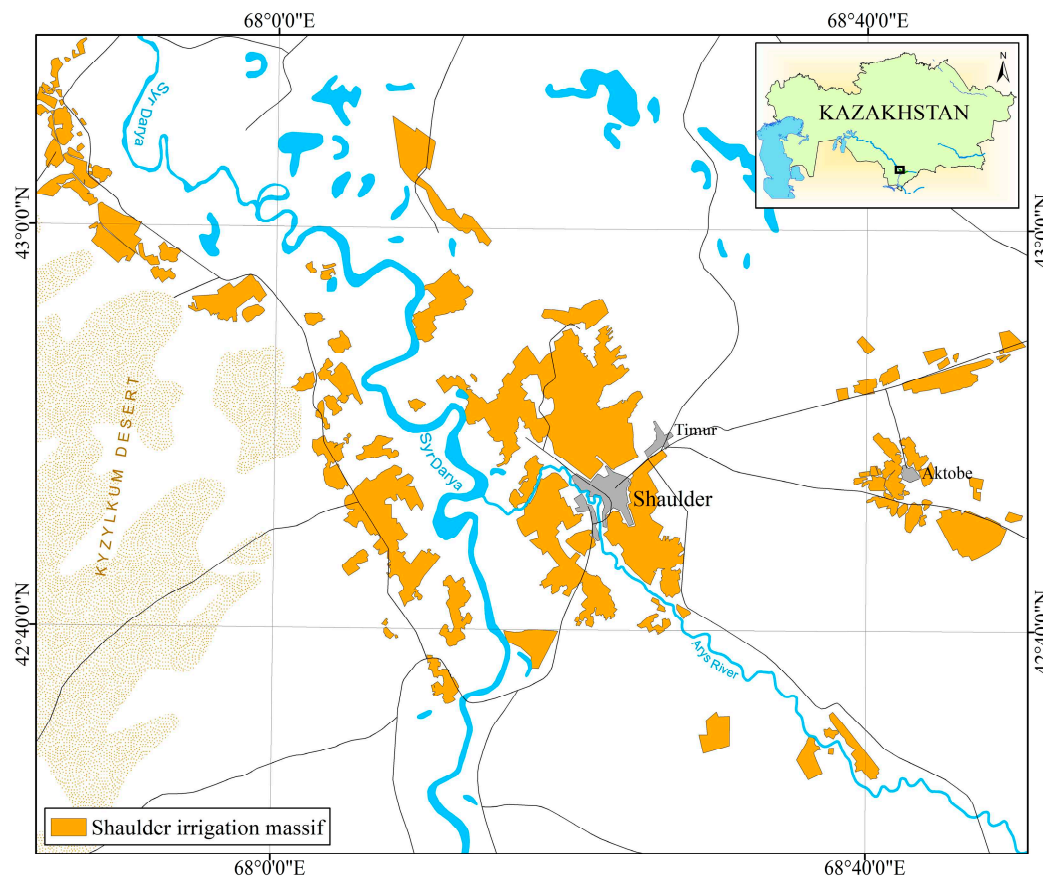 68°0'0"E
68°40'0"E
N
KAZAKHSTAN
Syr Darya
43°0'0"N
43°0'0"N
KYZYLKUM DESERT
Timur
SyrDarya
Aktobe
Shaulder
42°40'0"N
42°40'0"N
Arys River
Shaulder irrigation massif
68°0'0"E
68°40'0"E